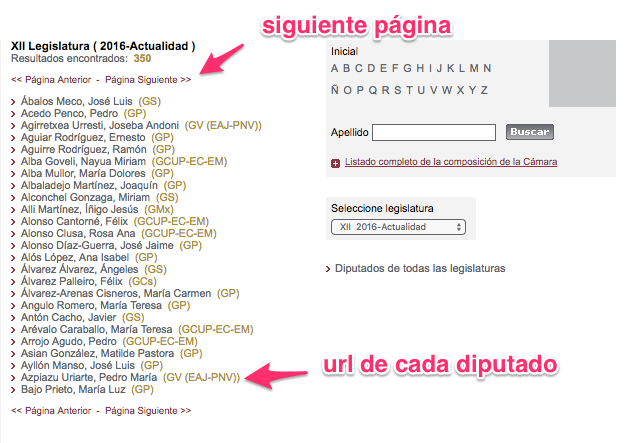 siguiente página
XII Legislatura ( 2016-Actualidad )
Resultados encontrados: 350
<< Página Anterior - Página Siguiente >>
Ábalos Meco, José Luis (GS)
Acedo Penco, Pedro (GP)
Agirretxea Urresti, Joseba Andoni (GV (EAJ-PNV))
Aguiar Rodríguez, Ernesto (GP)
Aguirre Rodríguez, Ramón (GP)
Alba Goveli, Nayua Miriam (GCUP-EC-EM)
Alba Mullor, María Dolores (GP)
Albaladejo Martínez, Joaquín (GP)
Alconchel Gonzaga, Miriam (GS)
Alli Martínez, Íñigo Jesús (GMx)
Alonso Cantorné, Félix (GCUP-EC-EM)
Alonso Clusa, Rosa Ana (GCUP-EC-EM)
Alonso Díaz-Guerra, José Jaime (GP)
Alós López, Ana Isabel (GP)
Álvarez Álvarez, Ángeles (GS)
Álvarez Palleiro, Félix (GCs)
Álvarez-Arenas Cisneros, María Carmen (GP)
Angulo Romero, María Teresa (GP)
Antón Cacho, Javier (GS)
Arévalo Caraballo, María Teresa (GCUP-EC-EM)
Arrojo Agudo, Pedro (GCUP-EC-EM)
Asian González, Matilde Pastora (GP)
Ayllón Manso, José Luis (GP)
Azpiazu Uriarte, Pedro María (GV (EAJ-PNV))
Bajo Prieto, María Luz (GP)
<< Página Anterior - Página Siguiente >>
Inicial
A B C D E F G H I J K L M N
Ñ O P Q R S T U V W X Y Z
Apellido
Buscar
Listado completo de la composición de la Cámara
Seleccione legislatura
XII 2016-Actualidad
Diputados de todas las legislaturas
url de cada diputado